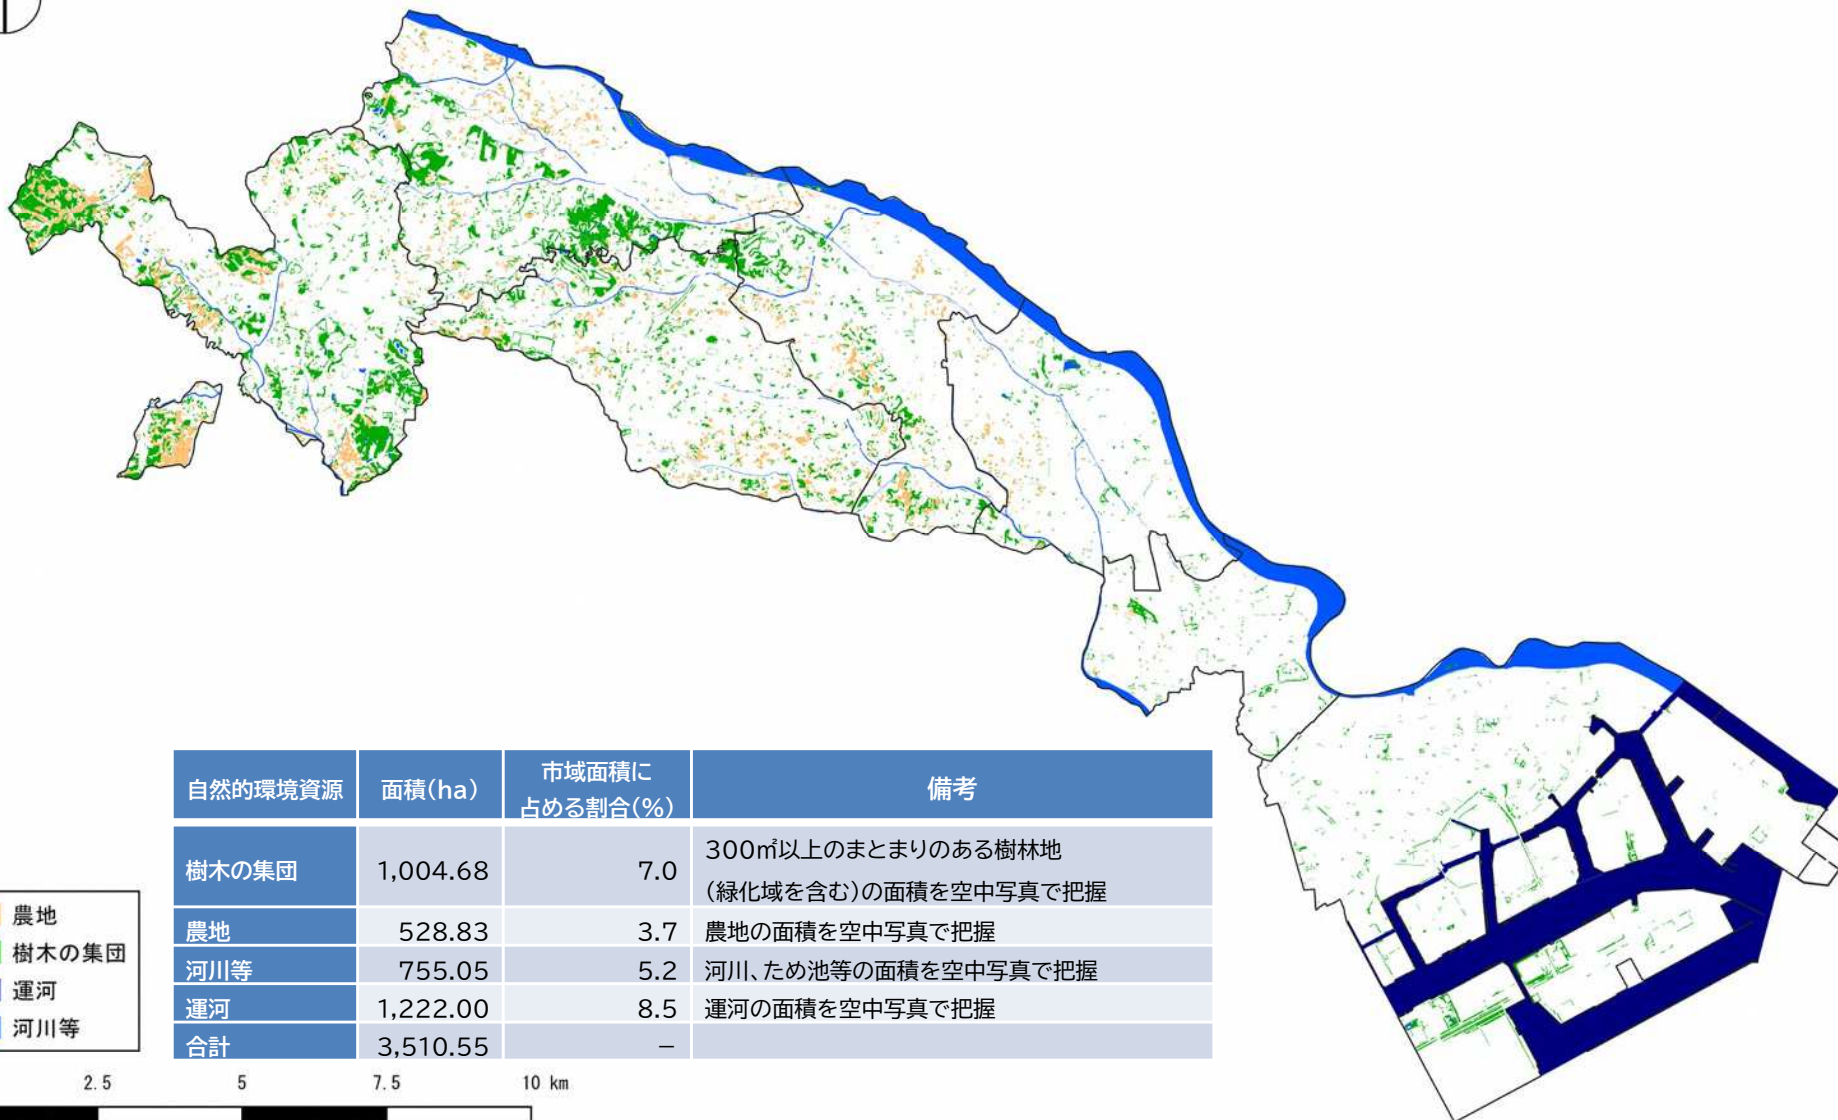 自然的環境資源 面積(ha) 市域面積に
占める割合(%) 備考
樹木の集団 1,004.68 7.0 300㎡以上のまとまりのある樹林地
(緑化域を含む)の面積を空中写真で把握
農地 528.83 3.7 農地の面積を空中写真で把握
河川等 755.05 5.2 河川、ため池等の面積を空中写真で把握
運河 1,222.00 8.5 運河の面積を空中写真で把握
合計 3,510.55 －
農地
樹木の集団
運河
河川等
2.5 5 7.5 10 km